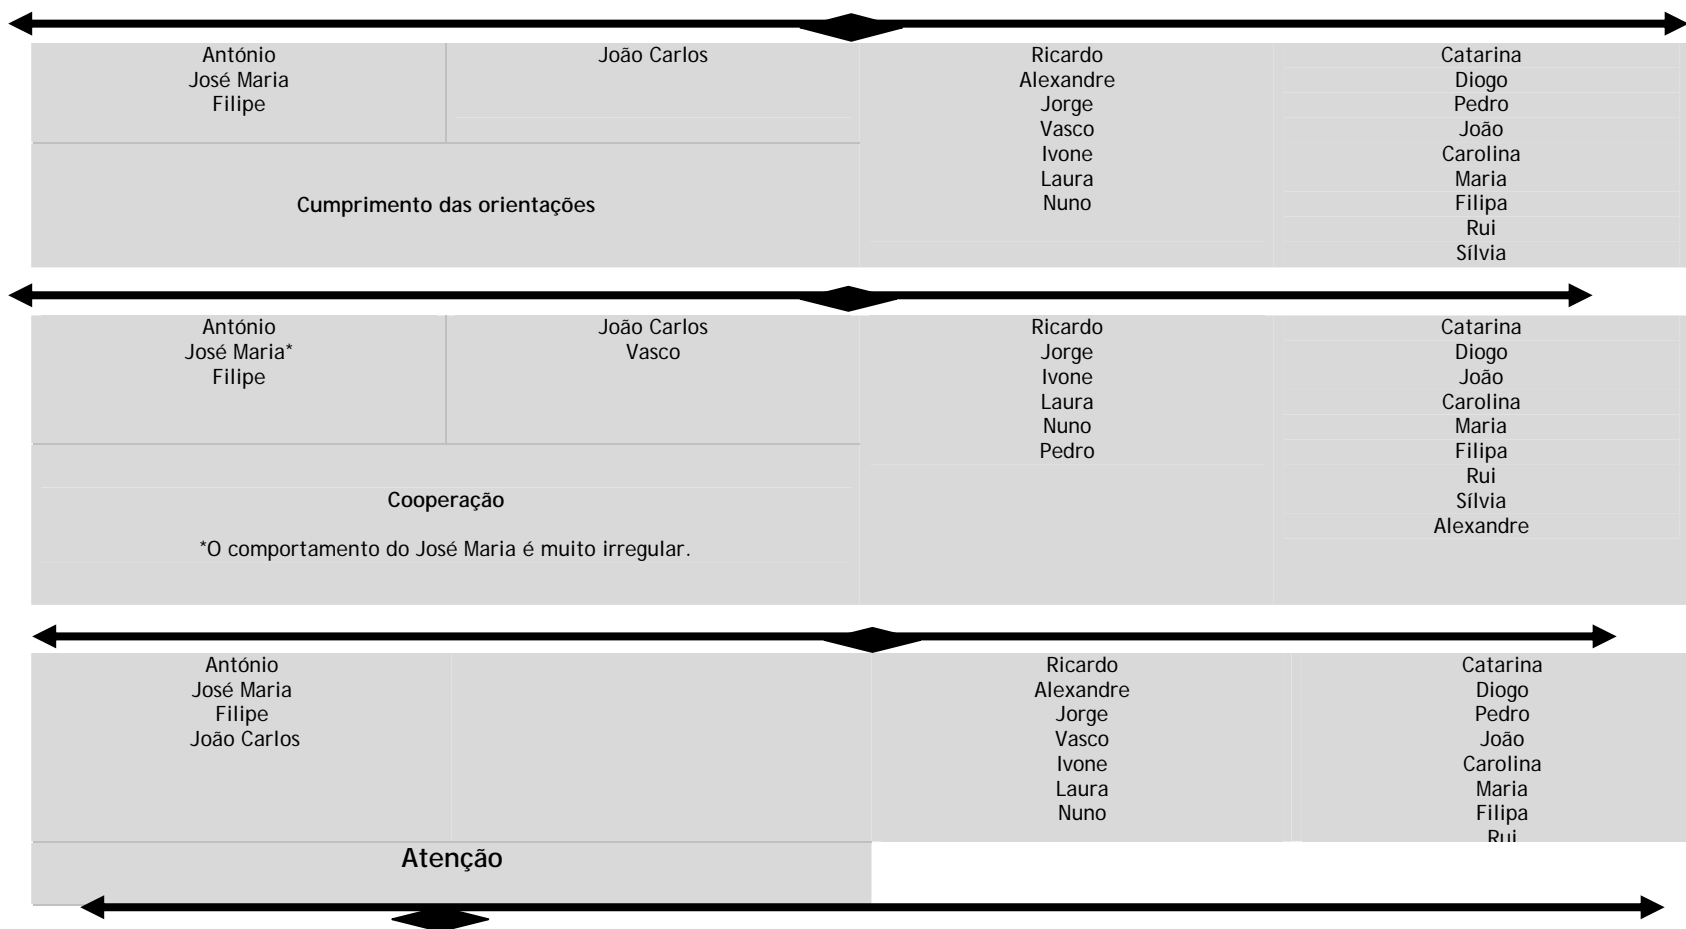 António
José Maria
Filipe
João Carlos
Ricardo
Alexandre
Jorge
Vasco
Ivone
Laura
Nuno
Catarina
Diogo
Pedro
João
Carolina
Maria
Filipa
Rui
Sílvia
Cumprimento das orientações
António
José Maria*
Filipe
João Carlos
Vasco
Ricardo
Jorge
Ivone
Laura
Nuno
Pedro
Catarina
Diogo
João
Carolina
Maria
Filipa
Rui
Sílvia
Alexandre
Cooperação
*O comportamento do José Maria é muito irregular.
António
José Maria
Filipe
João Carlos
Ricardo
Alexandre
Jorge
Vasco
Ivone
Laura
Nuno
Catarina
Diogo
Pedro
João
Carolina
Maria
Filipa
Rui
Atenção